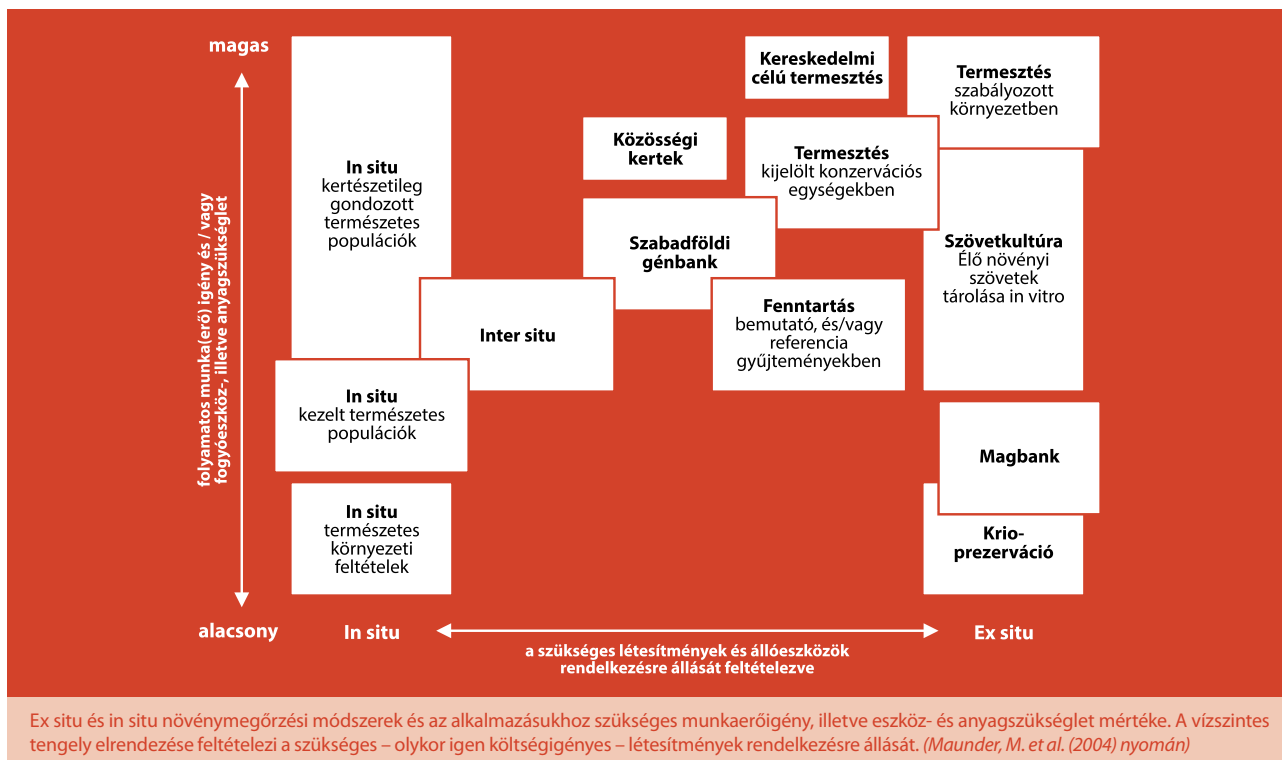 magas
folyamatos munka(erő) igény és / vagy
fogyóeszköz-, illetve anyagszükséglet
alacsony
In situ
kertészetileg
gondozott
természetes
populációk
In situ
kezelt természetes
populációk
In situ
természetes
környezeti
feltételek
Inter situ
Közösségi
kertek
Szabadföldi
génbank
Kereskedelmi
célú termesztés
Termesztés
kijelölt konzervációs
egységekben
Fenntartás
bemutató, és/vagy
referencia
gyűjteményekben
Termesztés
szabályozott
környezetben
Szövetkultúra
Élő növényi
szövetek
tárolása in vitro
Magbank
Krio-
prezerváció
In situ
Ex situ
a szükséges létesítmények és állóeszközök
rendelkezésre állását feltételezve
Ex situ és in situ növénymegőrzési módszerek és az alkalmazásukhoz szükséges munkaerőigény, illetve eszköz- és anyagszükséglet mértéke. A vízszintes
tengely elrendezése feltételezi a szükséges – olykor igen költségigényes – létesítmények rendelkezésre állását. (Maunder, M. et al. (2004) nyomán)